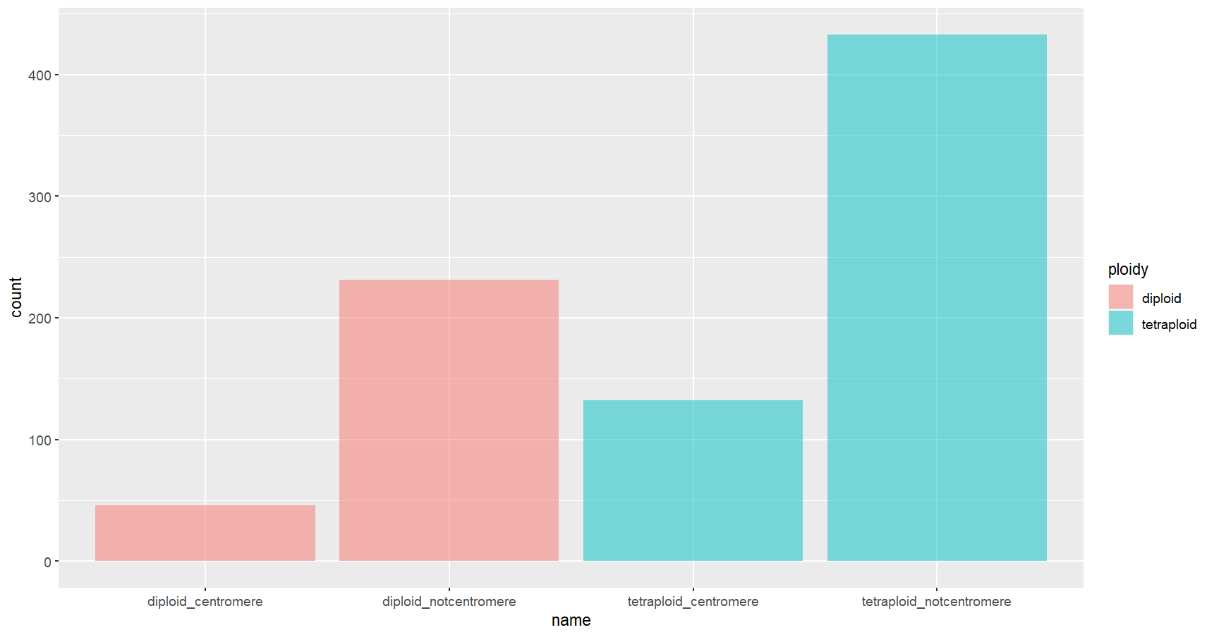 400
300
200
100
0
count
diploid_centromere
diploid_notcentromere
tetraploid_centromere
tetraploid_notcentromere
name
ploidy
diploid
tetraploid